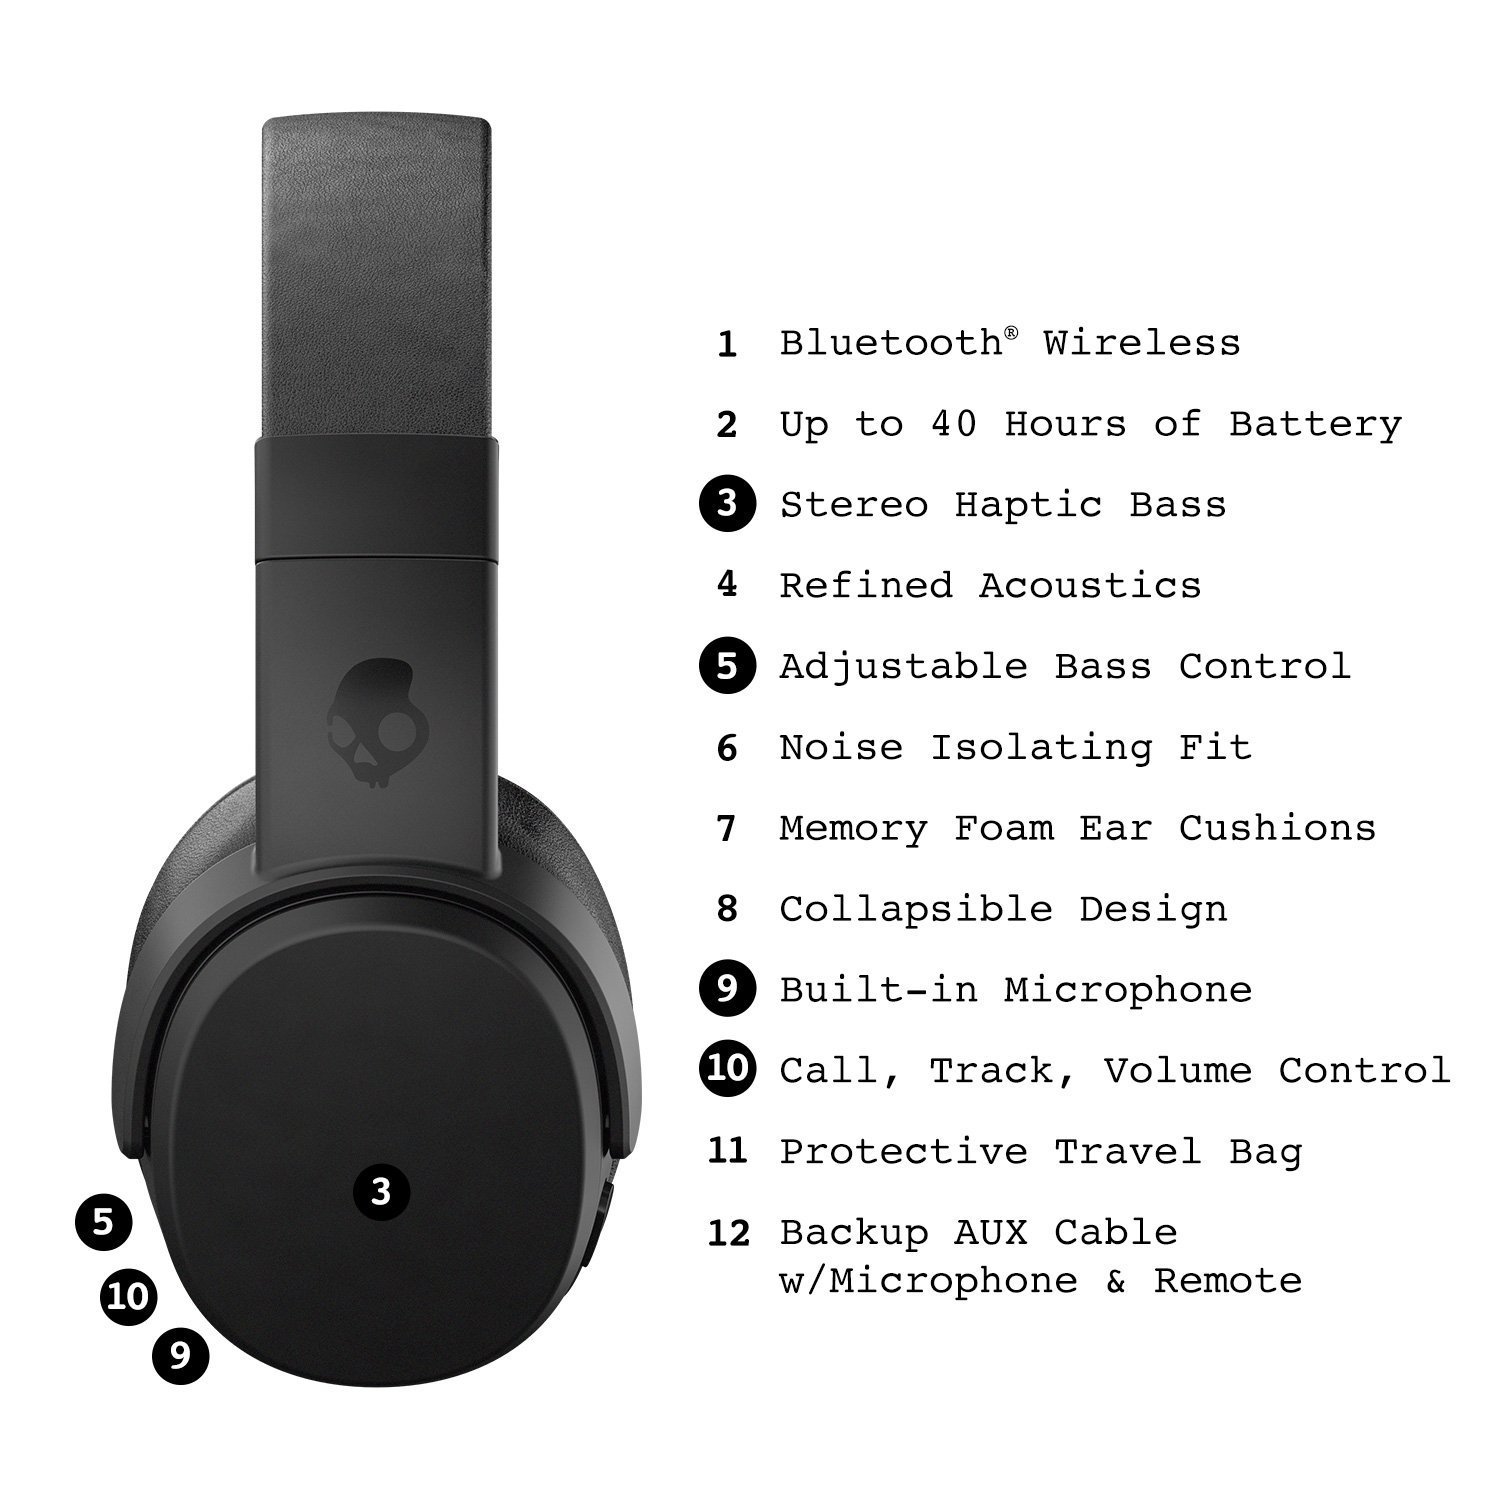 1 Bluetooth® Wireless
2 Up to 40 Hours of Battery
3 Stereo Haptic Bass
4 Refined Acoustics
5 Adjustable Bass Control
6 Noise Isolating Fit
7 Memory Foam Ear Cushions
8 Collapsible Design
9 Built-in Microphone
10 Call, Track, Volume Control
11 Protective Travel Bag
12 Backup AUX Cable
w/Microphone & Remote
3
5
10
9